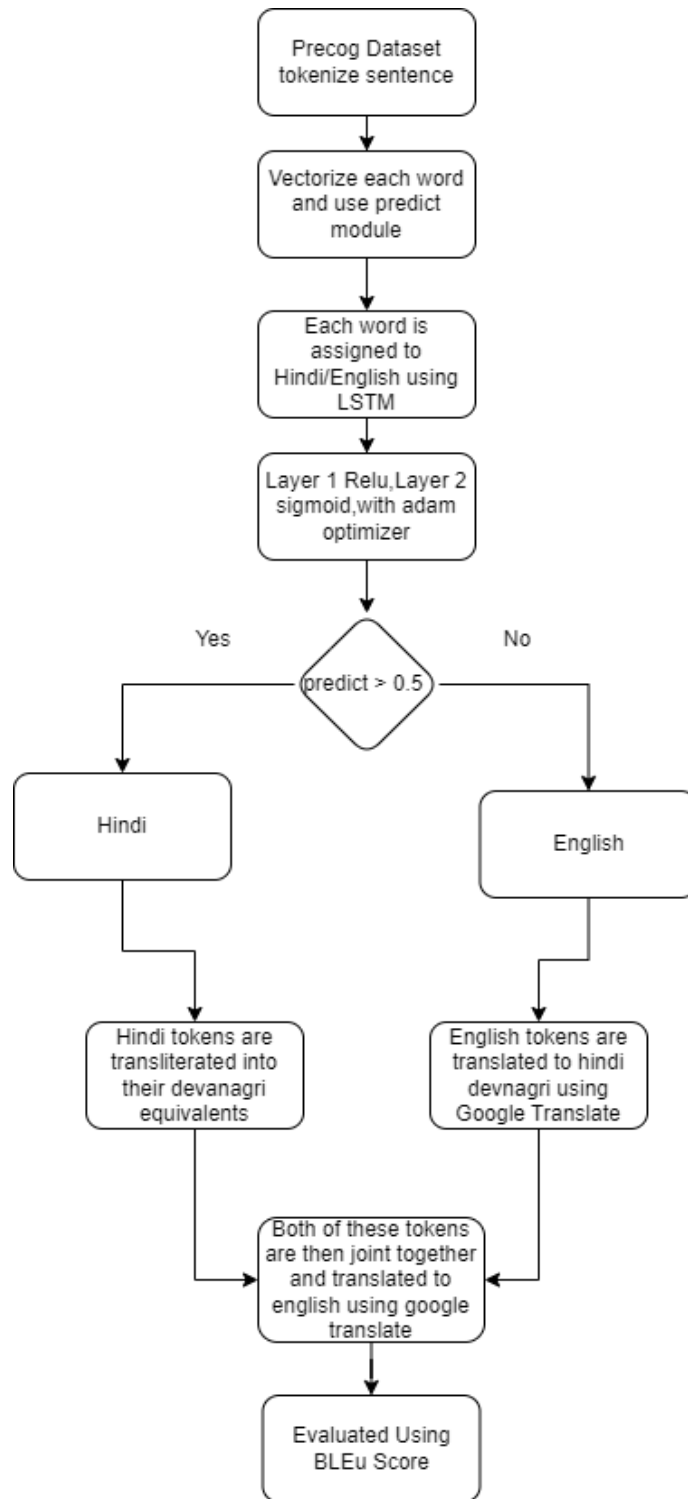 Precog Dataset
tokenize sentence
Vectorize each word
and use predict
module
Each word is
assigned to
Hindi/English using
LSTM
Layer 1 Relu,Layer 2
sigmoid,with adam
optimizer
Yes
No
predict > 0.5
Hindi
English
Hindi tokens are
transliterated into
their devanagri
equivalents
English tokens are
translated to hindi
devnagri using
Google Translate
Both of these tokens
are then joint together
and translated to
english using google
translate
Evaluated Using
BLEu Score